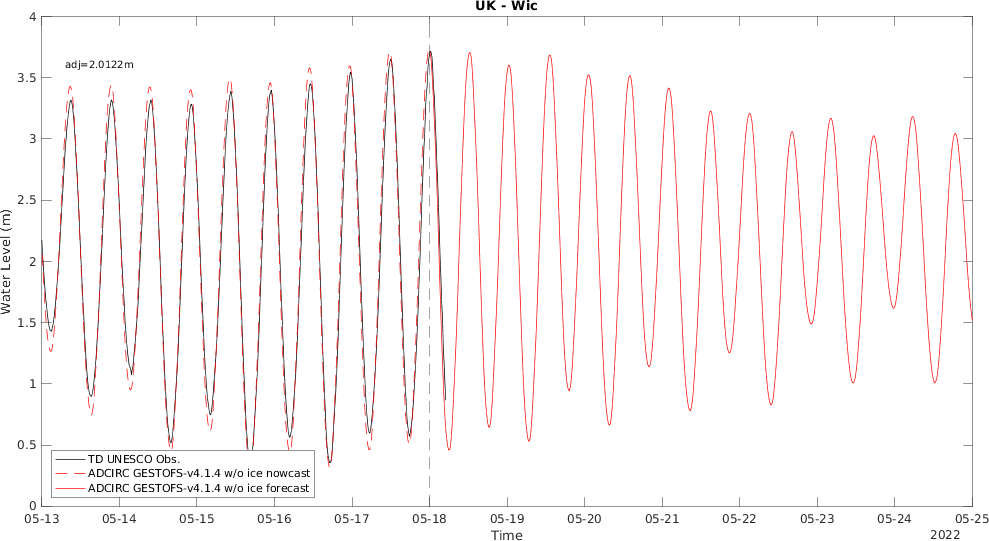 UK - Wic
adj=2.0122m
Water Level (m)
4
3.5
3
2.5
2
1.5
1
0.5
0
TD UNESCO Obs.
ADCIRC GESTOFS-v4.1.4 w/o ice nowcast
ADCIRC GESTOFS-v4.1.4 w/o ice forecast
05-13 05-14 05-15 05-16 05-17 05-18 05-19 05-20 05-21 05-22 05-23 05-24 05-25
Time
2022